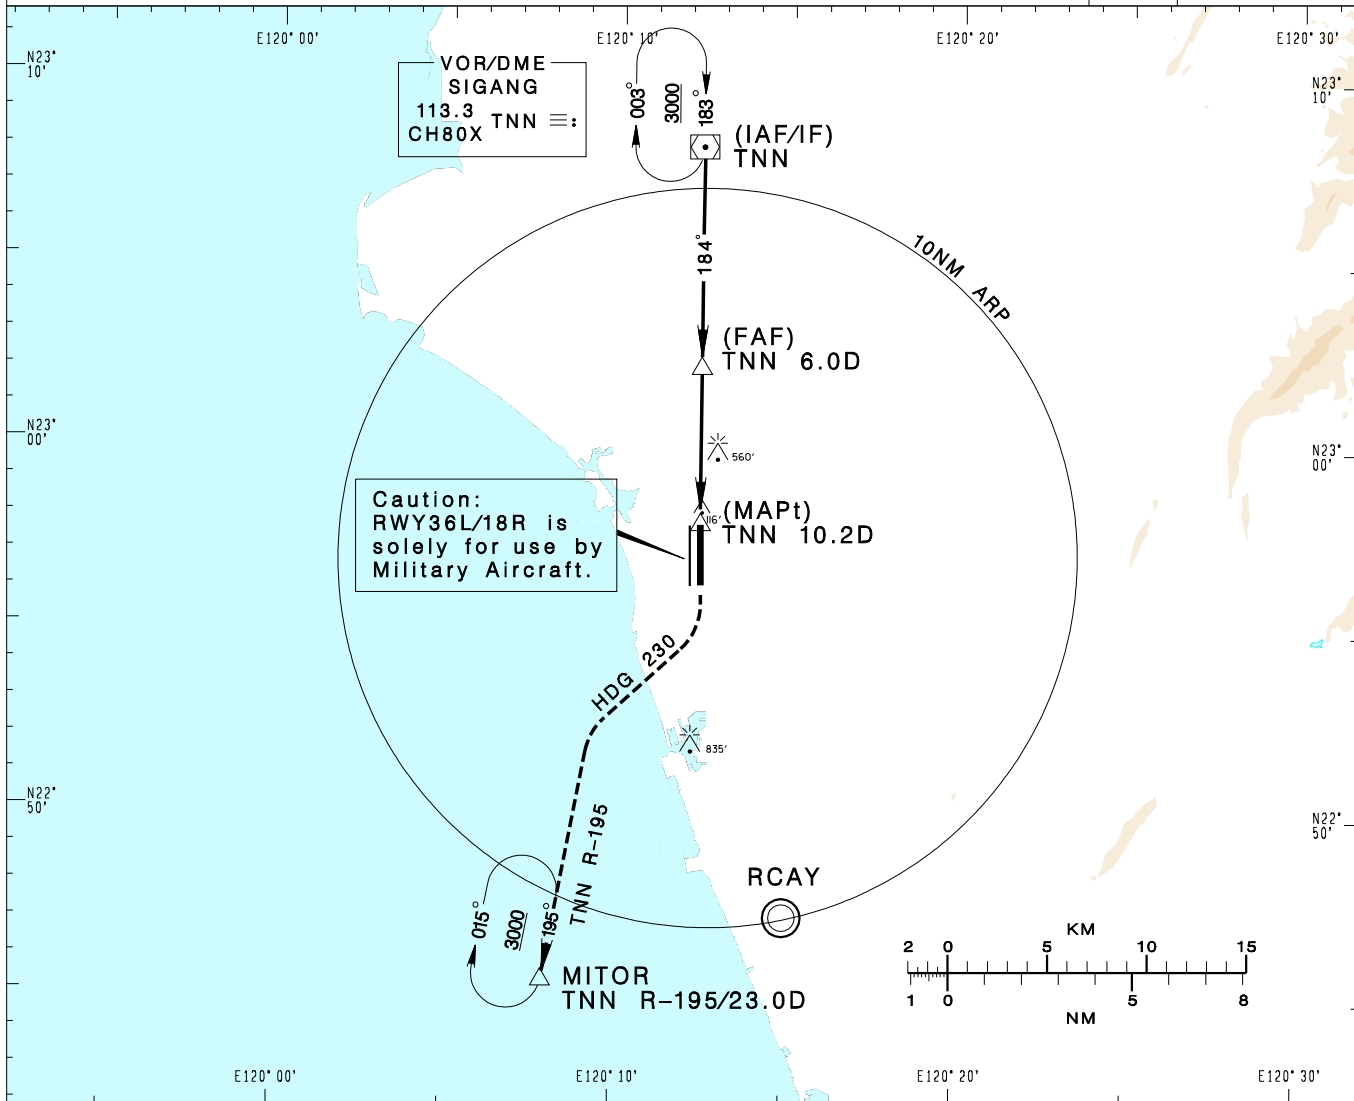 E120° 00'
E120° 10'
E120° 20'
E120° 30'
N23°
10'
N23°
10'
VOR/DME
SIGANG
113.3
CH80X
TNN
003°
3000
183°
(IAF/IF)
TNN
184°
10NM ARP
(FAF)
TNN 6.0D
N23°
00'
N23°
00'
560'
Caution:
RWY36L/18R is
solely for use by
Military Aircraft.
116'
(MAPt)
TNN 10.2D
HDG 230
835'
N22°
50'
N22°
50'
TNN R-195
RCAY
015°
3000
195°
MITOR
TNN R-195/23.0D
KM
2 0 5 10 15
1 0 5 8
NM
E120° 00'
E120° 10'
E120° 20'
E120° 30'